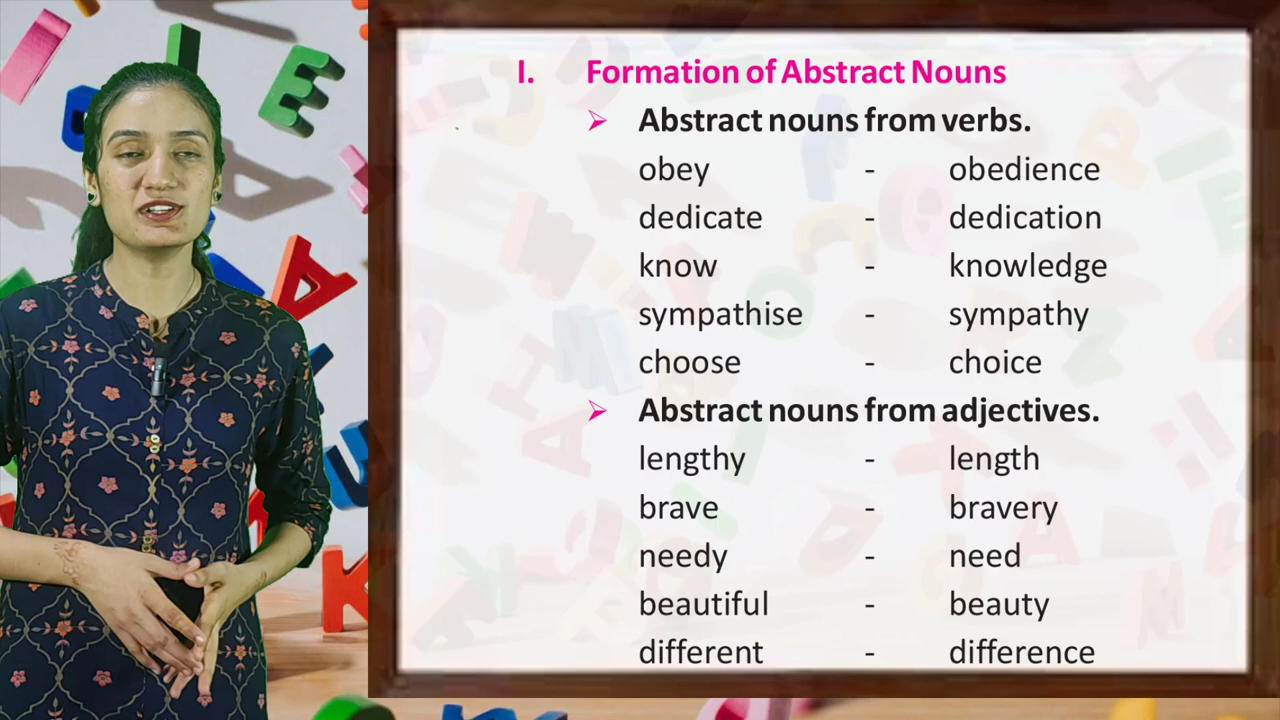 I. Formation of Abstract Nouns
➢ Abstract nouns from verbs.
obey - obedience
dedicate - dedication
know - knowledge
sympathise - sympathy
choose - choice
➢ Abstract nouns from adjectives.
lengthy - length
brave - bravery
needy - need
beautiful - beauty
different - difference